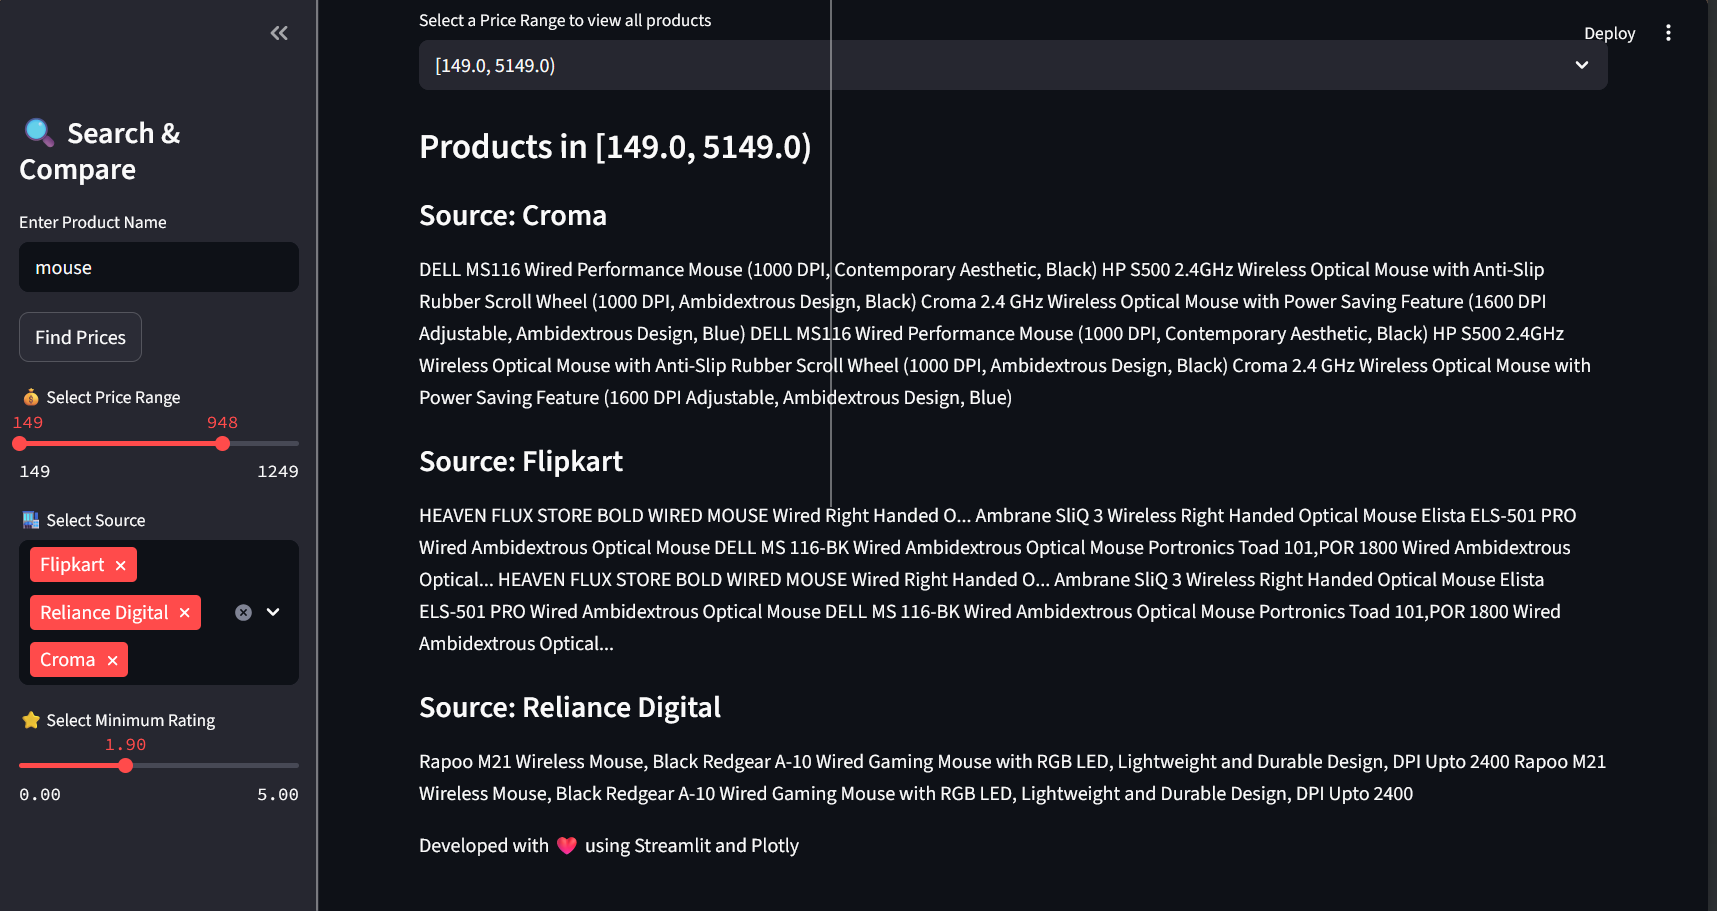 Search &
Compare
Enter Product Name
mouse
Find Prices
Select Price Range
149 948
149 1249
Select Source
Flipkart
Reliance Digital
Croma
Select Minimum Rating
1.90
0.00 5.00
Deploy
Select a Price Range to view all products
[149.0, 5149.0)
Products in [149.0, 5149.0)
Source: Croma
DELL MS116 Wired Performance Mouse (1000 DPI, Contemporary Aesthetic, Black) HP S500 2.4GHz Wireless Optical Mouse with Anti-Slip
Rubber Scroll Wheel (1000 DPI, Ambidextrous Design, Black) Croma 2.4 GHz Wireless Optical Mouse with Power Saving Feature (1600 DPI
Adjustable, Ambidextrous Design, Blue) DELL MS116 Wired Performance Mouse (1000 DPI, Contemporary Aesthetic, Black) HP S500 2.4GHz
Wireless Optical Mouse with Anti-Slip Rubber Scroll Wheel (1000 DPI, Ambidextrous Design, Black) Croma 2.4 GHz Wireless Optical Mouse with
Power Saving Feature (1600 DPI Adjustable, Ambidextrous Design, Blue)
Source: Flipkart
HEAVEN FLUX STORE BOLD WIRED MOUSE Wired Right Handed O... Ambrane SliQ 3 Wireless Right Handed Optical Mouse Elista ELS-501 PRO
Wired Ambidextrous Optical Mouse DELL MS 116-BK Wired Ambidextrous Optical Mouse Portronics Toad 101,POR 1800 Wired Ambidextrous
Optical... HEAVEN FLUX STORE BOLD WIRED MOUSE Wired Right Handed O... Ambrane SliQ 3 Wireless Right Handed Optical Mouse Elista
ELS-501 PRO Wired Ambidextrous Optical Mouse DELL MS 116-BK Wired Ambidextrous Optical Mouse Portronics Toad 101,POR 1800 Wired
Ambidextrous Optical...
Source: Reliance Digital
Rapoo M21 Wireless Mouse, Black Redgear A-10 Wired Gaming Mouse with RGB LED, Lightweight and Durable Design, DPI Upto 2400 Rapoo M21
Wireless Mouse, Black Redgear A-10 Wired Gaming Mouse with RGB LED, Lightweight and Durable Design, DPI Upto 2400
Developed with ❤️ using Streamlit and Plotly